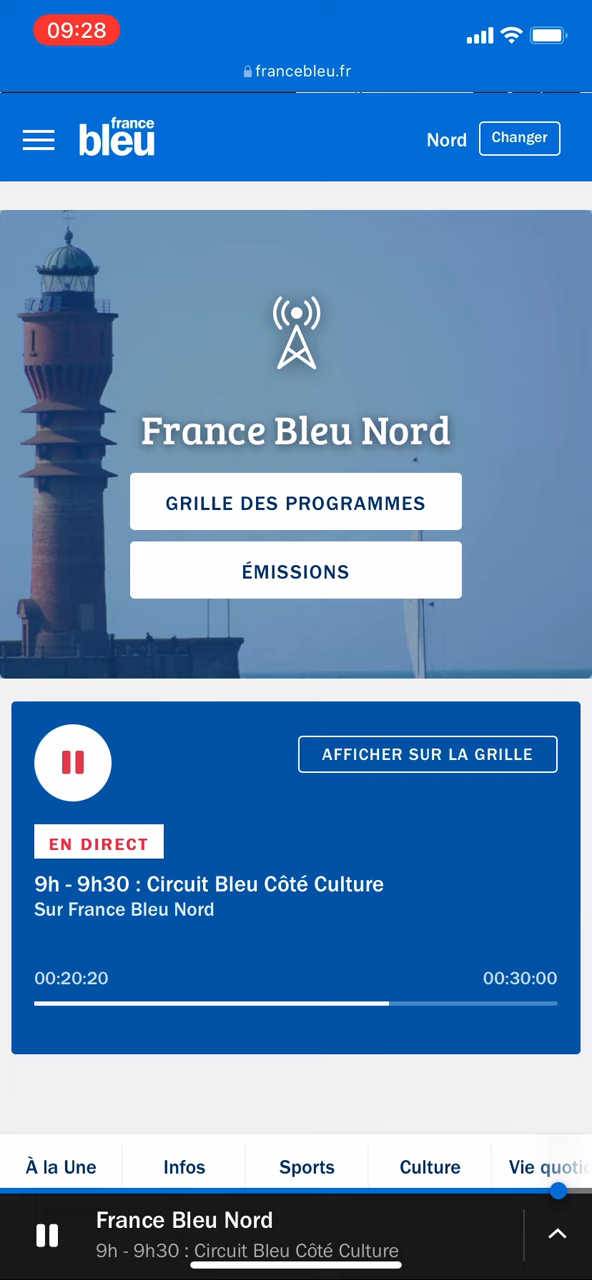 09:28
francebleu.fr
france
bleu
Nord
Changer
France Bleu Nord
GRILLE DES PROGRAMMES
ÉMISSIONS
AFFICHER SUR LA GRILLE
EN DIRECT
9h - 9h30 : Circuit Bleu Côté Culture
Sur France Bleu Nord
00:20:20
00:30:00
À la Une
Infos
Sports
Culture
Vie quoti
France Bleu Nord
9h - 9h30 : Circuit Bleu Côté Culture